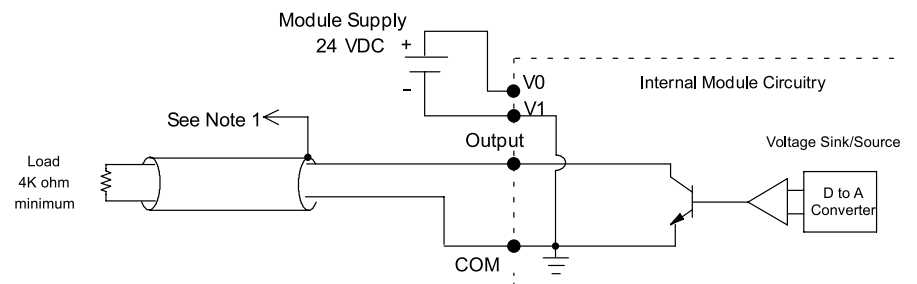 Module Supply
24 VDC
+
−
V0
V1
Internal Module Circuitry
See Note 1
Output
Voltage Sink/Source
Load
4K ohm
minimum
D to A
Converter
COM